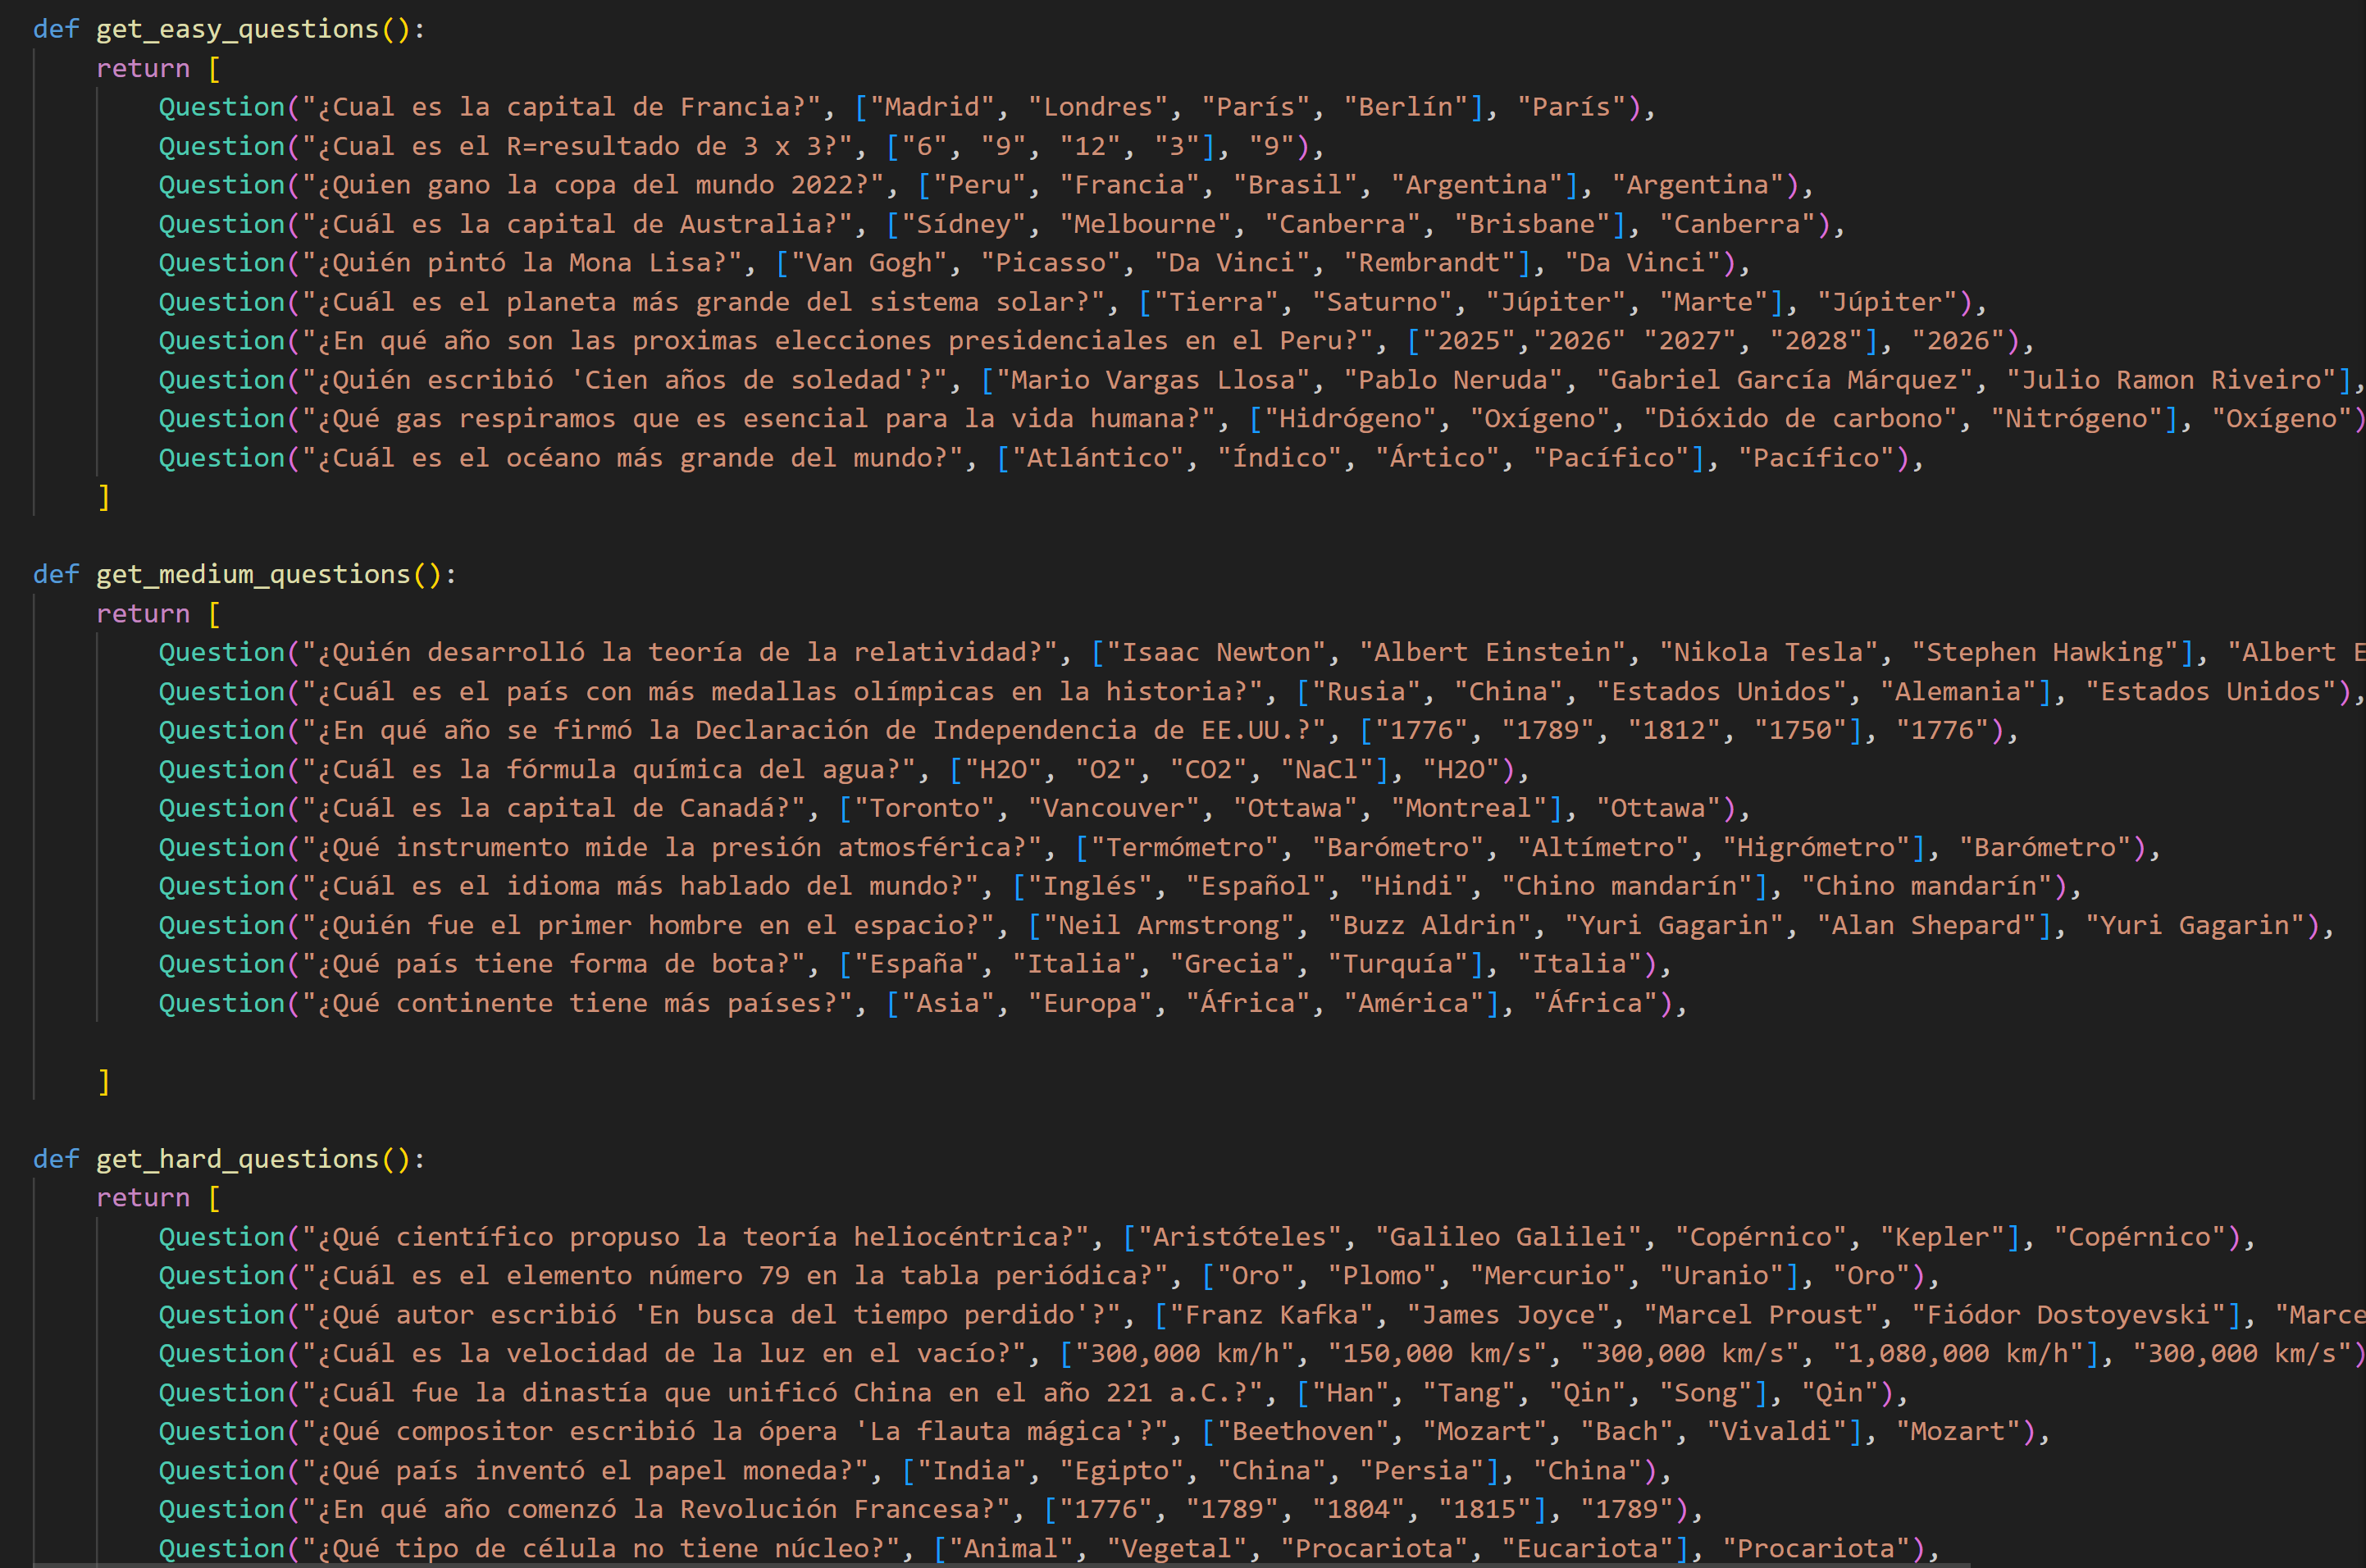 def get_easy_questions():
    return [
        Question("¿Cual es la capital de Francia?", ["Madrid", "Londres", "París", "Berlín"], "París"),
        Question("¿Cual es el R=resultado de 3 x 3?", ["6", "9", "12", "3"], "9"),
        Question("¿Quien gano la copa del mundo 2022?", ["Peru", "Francia", "Brasil", "Argentina"], "Argentina"),
        Question("¿Cuál es la capital de Australia?", ["Sídney", "Melbourne", "Canberra", "Brisbane"], "Canberra"),
        Question("¿Quién pintó la Mona Lisa?", ["Van Gogh", "Picasso", "Da Vinci", "Rembrandt"], "Da Vinci"),
        Question("¿Cuál es el planeta más grande del sistema solar?", ["Tierra", "Saturno", "Júpiter", "Marte"], "Júpiter"),
        Question("¿En qué año son las proximas elecciones presidenciales en el Peru?", ["2025","2026" "2027", "2028"], "2026"),
        Question("¿Quién escribió 'Cien años de soledad'?", ["Mario Vargas Llosa", "Pablo Neruda", "Gabriel García Márquez", "Julio Ramon Riveiro"],
        Question("¿Qué gas respiramos que es esencial para la vida humana?", ["Hidrógeno", "Oxígeno", "Dióxido de carbono", "Nitrógeno"], "Oxígeno")
        Question("¿Cuál es el océano más grande del mundo?", ["Atlántico", "Índico", "Ártico", "Pacífico"], "Pacífico"),
    ]
def get_medium_questions():
    return [
        Question("¿Quién desarrolló la teoría de la relatividad?", ["Isaac Newton", "Albert Einstein", "Nikola Tesla", "Stephen Hawking"], "Albert E
        Question("¿Cuál es el país con más medallas olímpicas en la historia?", ["Rusia", "China", "Estados Unidos", "Alemania"], "Estados Unidos"),
        Question("¿En qué año se firmó la Declaración de Independencia de EE.UU.?", ["1776", "1789", "1812", "1750"], "1776"),
        Question("¿Cuál es la fórmula química del agua?", ["H2O", "O2", "CO2", "NaCl"], "H2O"),
        Question("¿Cuál es la capital de Canadá?", ["Toronto", "Vancouver", "Ottawa", "Montreal"], "Ottawa"),
        Question("¿Qué instrumento mide la presión atmosférica?", ["Termómetro", "Barómetro", "Altímetro", "Higrómetro"], "Barómetro"),
        Question("¿Cuál es el idioma más hablado del mundo?", ["Inglés", "Español", "Hindi", "Chino mandarín"], "Chino mandarín"),
        Question("¿Quién fue el primer hombre en el espacio?", ["Neil Armstrong", "Buzz Aldrin", "Yuri Gagarin", "Alan Shepard"], "Yuri Gagarin"),
        Question("¿Qué país tiene forma de bota?", ["España", "Italia", "Grecia", "Turquía"], "Italia"),
        Question("¿Qué continente tiene más países?", ["Asia", "Europa", "África", "América"], "África"),
    ]
def get_hard_questions():
    return [
        Question("¿Qué científico propuso la teoría heliocéntrica?", ["Aristóteles", "Galileo Galilei", "Copérnico", "Kepler"], "Copérnico"),
        Question("¿Cuál es el elemento número 79 en la tabla periódica?", ["Oro", "Plomo", "Mercurio", "Uranio"], "Oro"),
        Question("¿Qué autor escribió 'En busca del tiempo perdido'?", ["Franz Kafka", "James Joyce", "Marcel Proust", "Fiódor Dostoyevski"], "Marce
        Question("¿Cuál es la velocidad de la luz en el vacío?", ["300,000 km/h", "150,000 km/s", "300,000 km/s", "1,080,000 km/h"], "300,000 km/s")
        Question("¿Cuál fue la dinastía que unificó China en el año 221 a.C.?", ["Han", "Tang", "Qin", "Song"], "Qin"),
        Question("¿Qué compositor escribió la ópera 'La flauta mágica'?", ["Beethoven", "Mozart", "Bach", "Vivaldi"], "Mozart"),
        Question("¿Qué país inventó el papel moneda?", ["India", "Egipto", "China", "Persia"], "China"),
        Question("¿En qué año comenzó la Revolución Francesa?", ["1776", "1789", "1804", "1815"], "1789"),
        Question("¿Qué tipo de célula no tiene núcleo?", ["Animal", "Vegetal", "Procariota", "Eucariota"], "Procariota"),